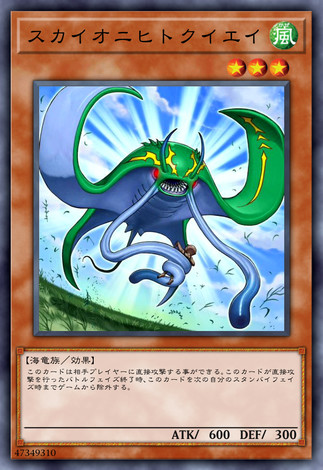 スカイオニヒトクイエイ
風
【海竜族／効果】
このカードは相手プレイヤーに直接攻撃する事ができる。このカードが直接攻
撃を行ったバトルフェイズ終了時、このカードを次の自分のスタンバイフェイ
ズ時までゲームから除外する。
ATK/ 600 DEF/ 300
47349310